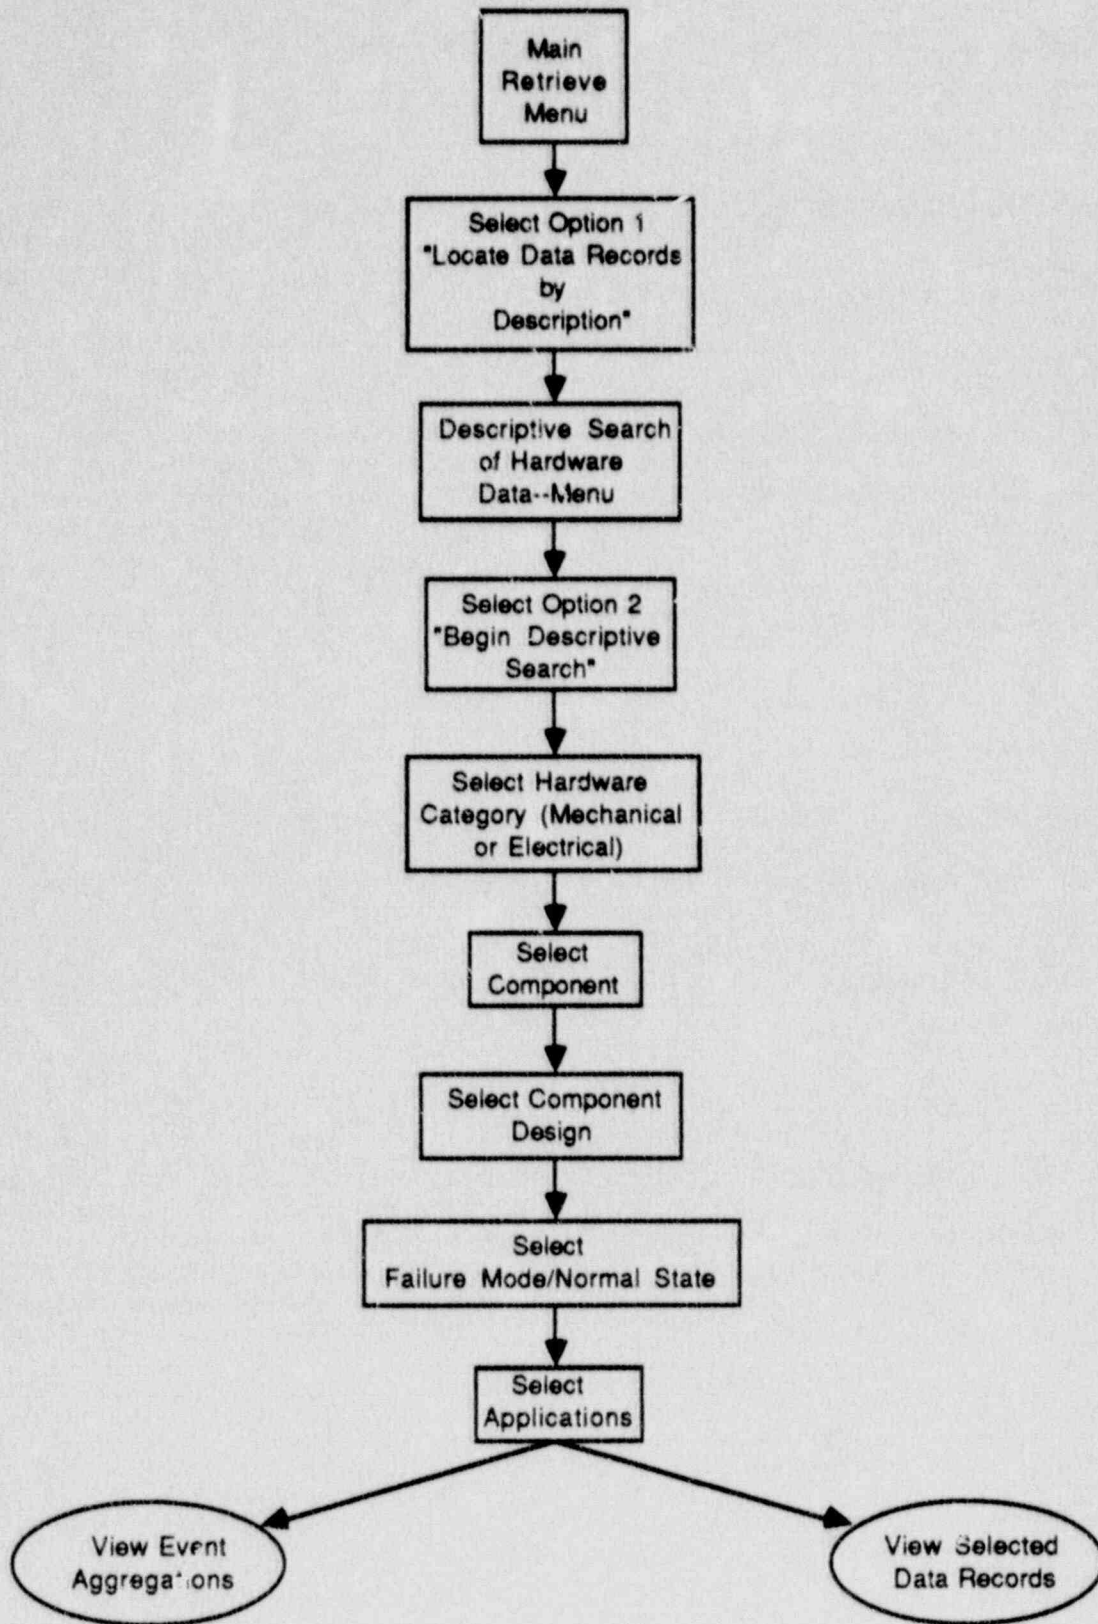 Main
Retrieve
Menu
Select Option 1
"Locate Data Records
by
Description"
Descriptive Search
of Hardware
Data--Menu
Select Option 2
"Begin Descriptive
Search"
Select Hardware
Category (Mechanical
or Electrical)
Select
Component
Select Component
Design
Select
Failure Mode/Normal State
Select
Applications
View Event
Aggregations
View Selected
Data Records